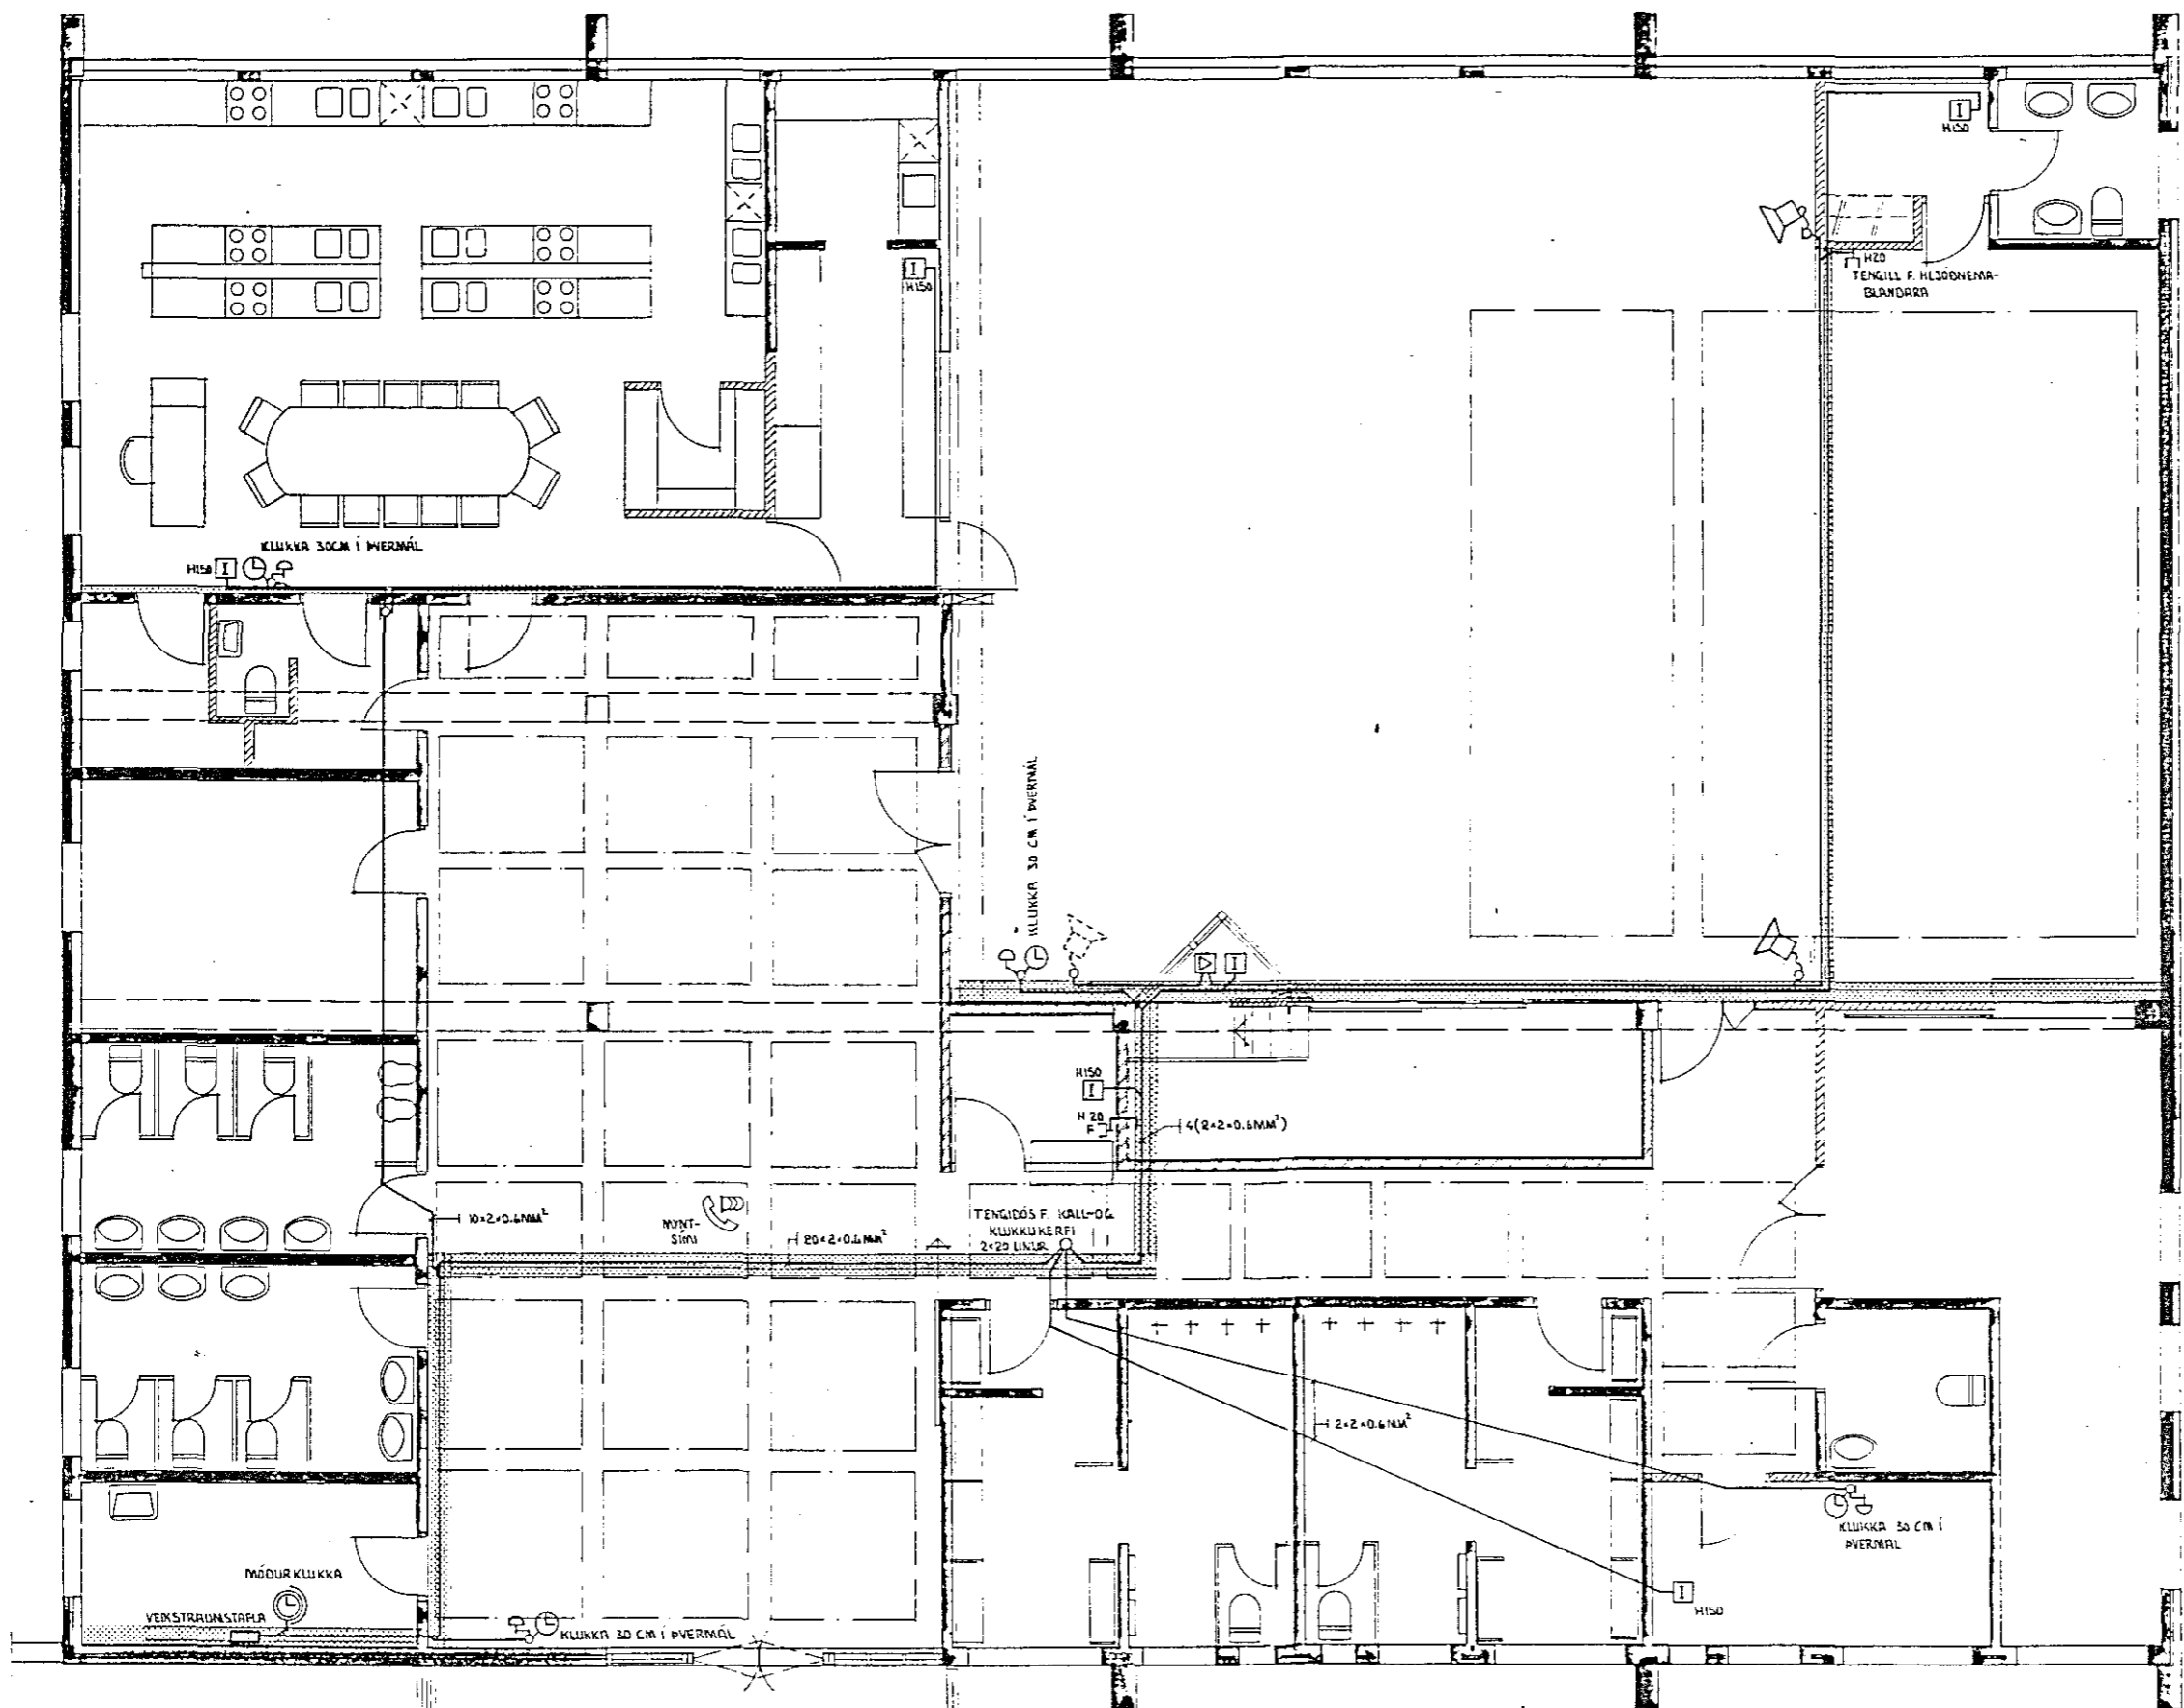 I
H150
H20
TENGILL F. HLJÓÐNEMA-
BLANDARA
I
H150
KLUKKA 30CM Í ÞVERMÁL
H150 I
KLUKKA 30 CM Í ÞVERMÁL
I
H150
I
H 20
F
4(2×2×0.6MM²)
10×2×0.6MM²
MYNT-
SÍMI
20×2×0.6MM²
TENGIDÓS F. KALL-OG
KLUKKUKERFI
2×20 LÍNUR
2×2×0.6MM²
KLUKKA 30 CM Í
ÞVERMÁL
MÓÐURKLUKKA
I
H150
VEIKSTRAUMSTAFLA
KLUKKA 30 CM Í ÞVERMÁL